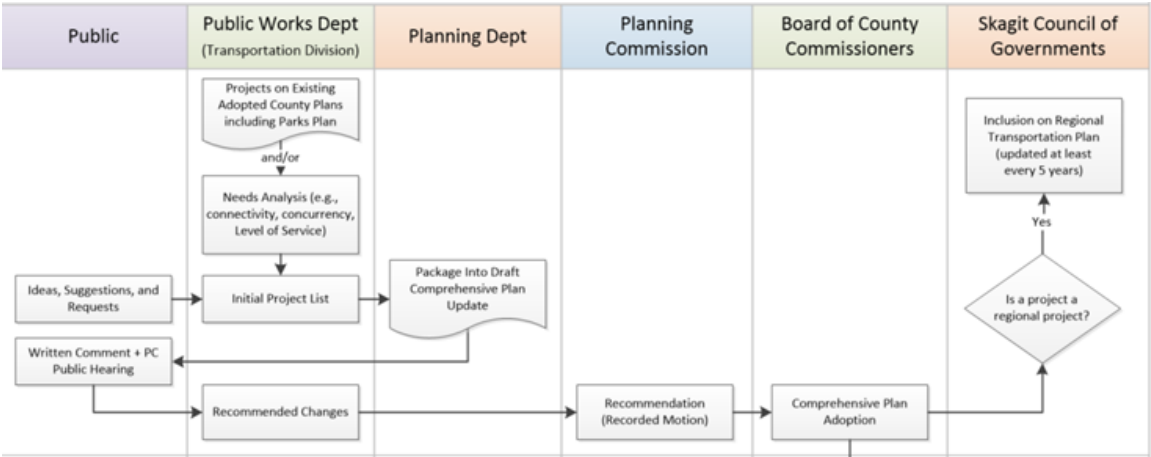 Public
Public Works Dept
(Transportation Division)
Planning Dept
Planning
Commission
Board of County
Commissioners
Skagit Council of
Governments
Projects on Existing
Adopted County Plans
including Parks Plan
and/or
Needs Analysis (e.g.,
connectivity, concurrency,
Level of Service)
Ideas, Suggestions, and
Requests
Initial Project List
Package Into Draft
Comprehensive Plan
Update
Written Comment + PC
Public Hearing
Recommended Changes
Recommendation
(Recorded Motion)
Comprehensive Plan
Adoption
Is a project a
regional project?
Yes
Inclusion on Regional
Transportation Plan
(updated at least
every 5 years)